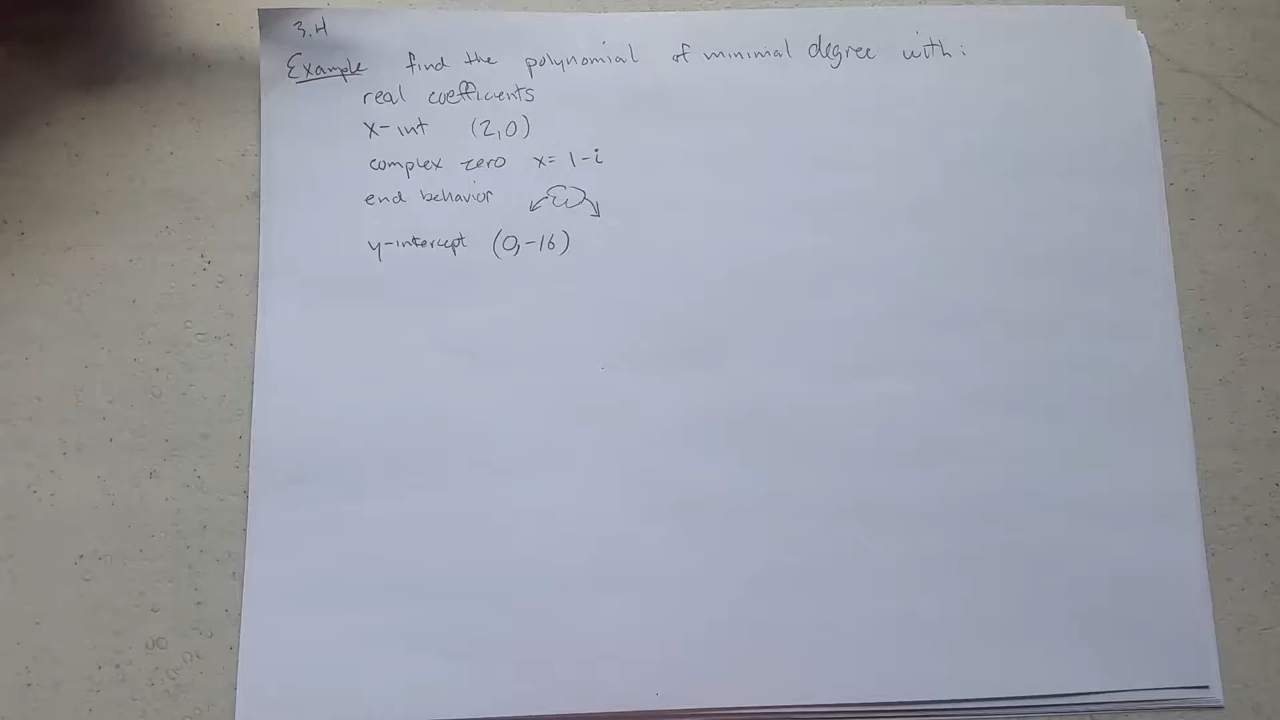 3.4
Example find the polynomial of minimal degree with:
real coefficients
x-int (2,0)
complex zero x= 1-i
end behavior
y-intercept (0,-16)